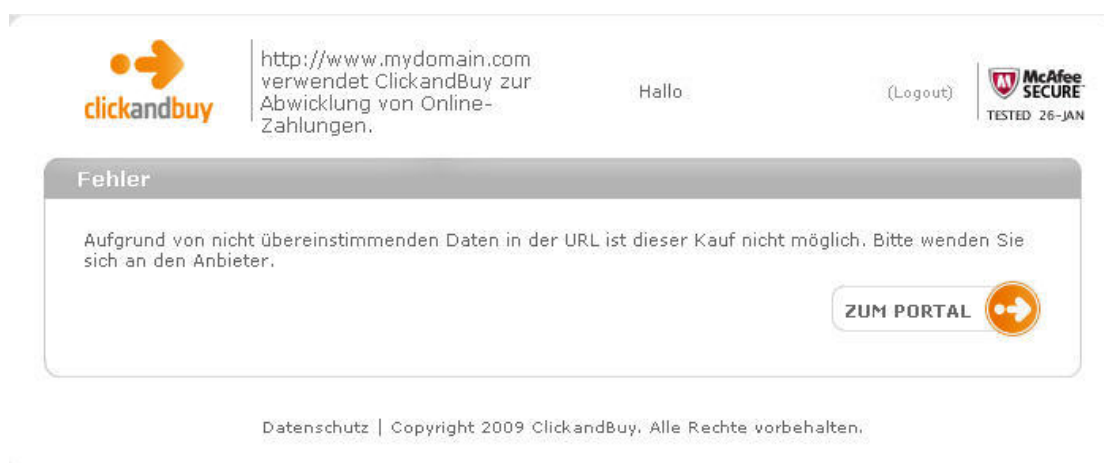 clickandbuy
http://www.mydomain.com
verwendet ClickandBuy zur
Abwicklung von Online-
Zahlungen.
Hallo
(Logout)
McAfee
SECURE
TESTED 26-JAN
Fehler
Aufgrund von nicht übereinstimmenden Daten in der URL ist dieser Kauf nicht möglich. Bitte wenden Sie
sich an den Anbieter.
ZUM PORTAL
Datenschutz | Copyright 2009 ClickandBuy. Alle Rechte vorbehalten.